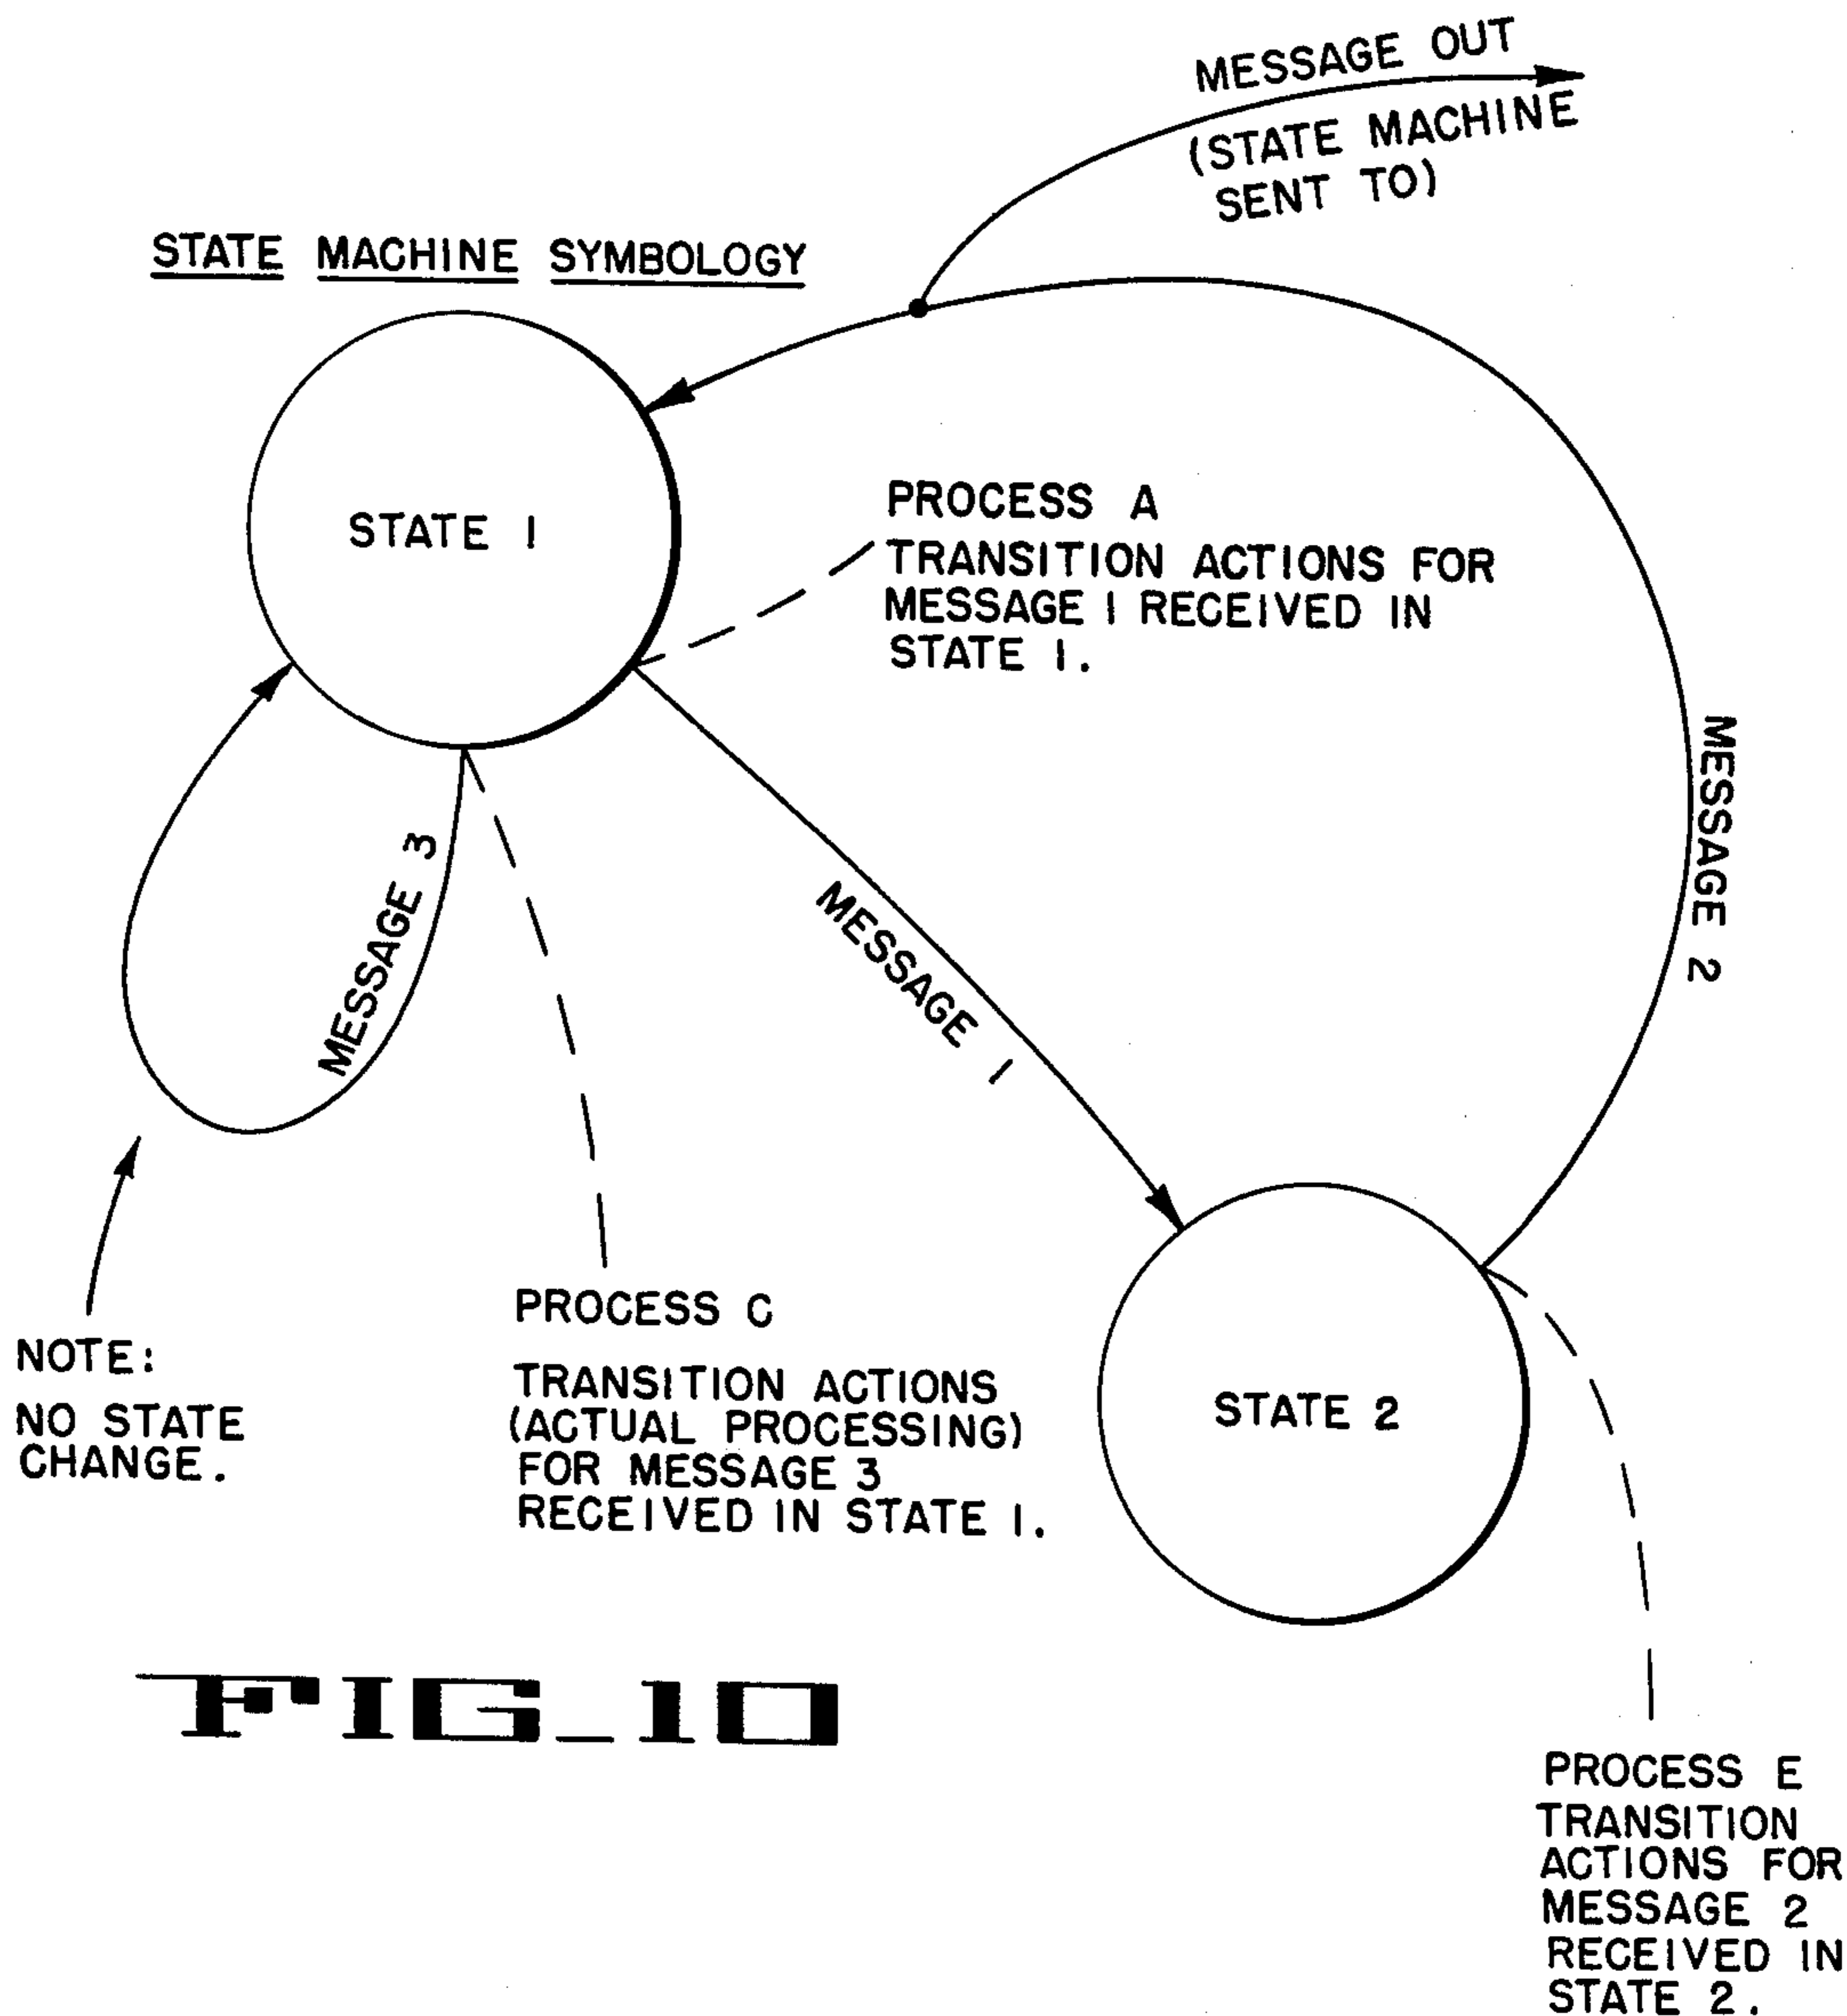 MESSAGE OUT
(STATE MACHINE
SENT TO)
STATE MACHINE SYMBOLOGY
STATE 1
PROCESS A
TRANSITION ACTIONS FOR
MESSAGE 1 RECEIVED IN
STATE 1.
MESSAGE 2
MESSAGE 3
MESSAGE 1
NOTE:
NO STATE
CHANGE.
PROCESS C
TRANSITION ACTIONS
(ACTUAL PROCESSING)
FOR MESSAGE 3
RECEIVED IN STATE 1.
STATE 2
FIG_10
PROCESS E
TRANSITION
ACTIONS FOR
MESSAGE 2
RECEIVED IN
STATE 2.